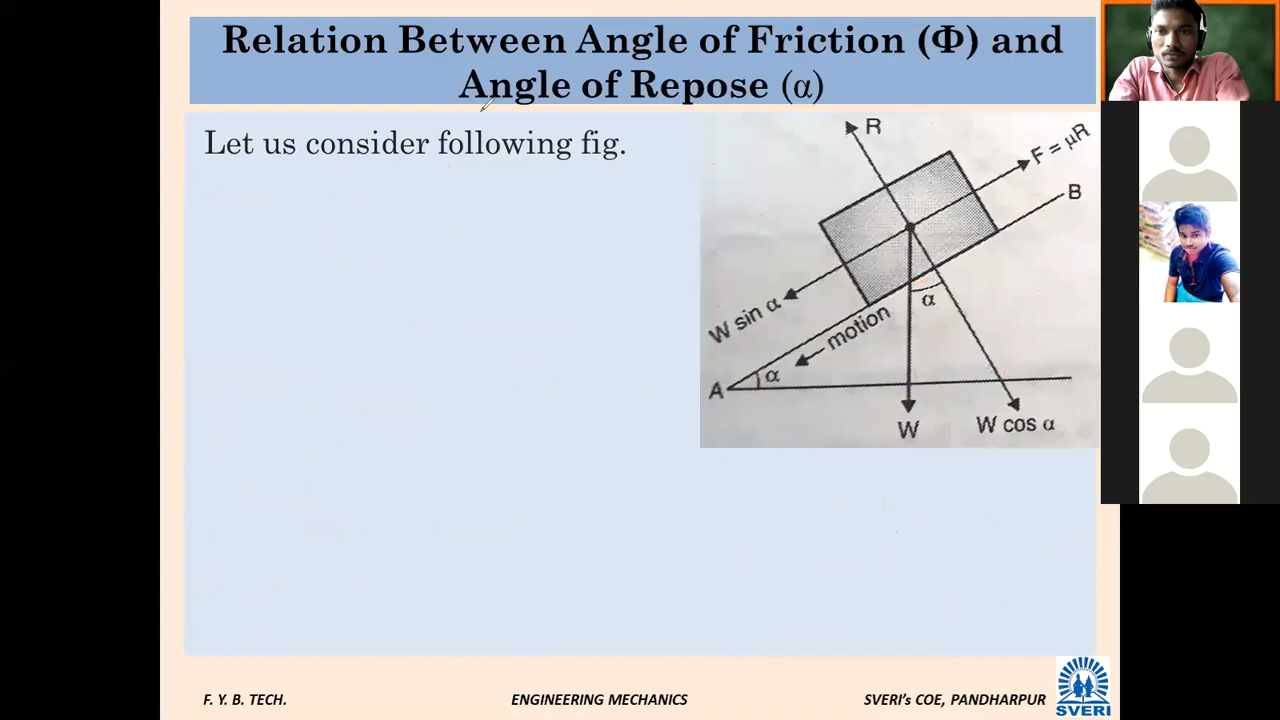 Relation Between Angle of Friction (Φ) and
Angle of Repose (α)
Let us consider following fig.
R
F = μR
B
W sin α
motion
α
A
α
W
W cos α
F. Y. B. TECH.
ENGINEERING MECHANICS
SVERI's COE, PANDHARPUR
SVERI